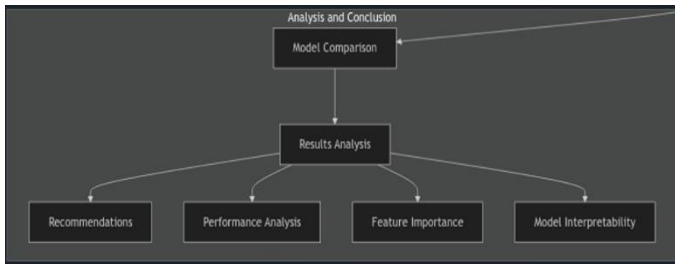 Analysis and Conclusion
Model Comparison
Results Analysis
Recommendations
Performance Analysis
Feature Importance
Model Interpretability